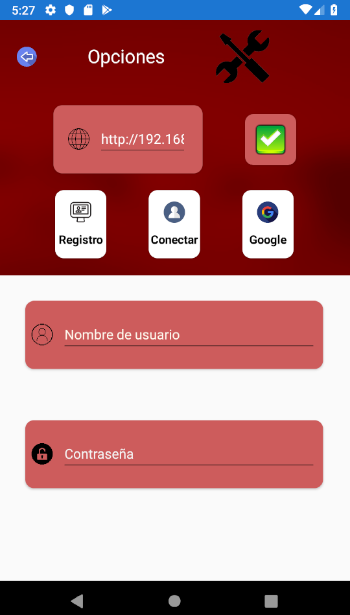 5:27
Opciones
http://192.168
Registro
Conectar
Google
Nombre de usuario
Contraseña